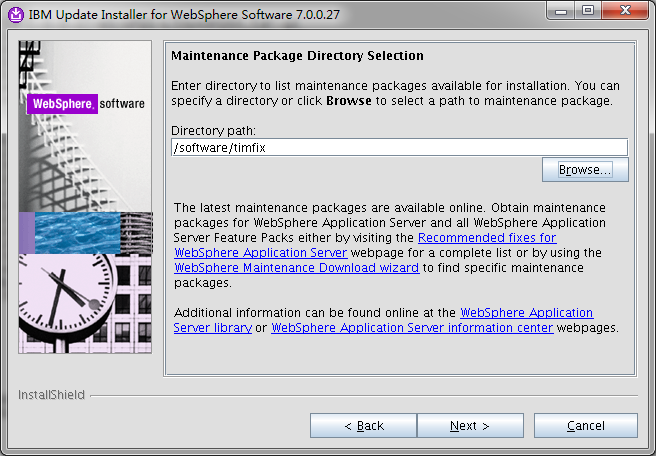 IBM Update Installer for WebSphere Software 7.0.0.27
WebSphere. software
Maintenance Package Directory Selection
Enter directory to list maintenance packages available for installation. You can
specify a directory or click Browse to select a path to maintenance package.
Directory path:
/software/timfix
Browse...
The latest maintenance packages are available online. Obtain maintenance
packages for WebSphere Application Server and all WebSphere Application
Server Feature Packs either by visiting the Recommended fixes for
WebSphere Application Server webpage for a complete list or by using the
WebSphere Maintenance Download wizard to find specific maintenance
packages.
Additional information can be found online at the WebSphere Application
Server library or WebSphere Application Server information center webpages.
InstallShield
< Back
Next >
Cancel